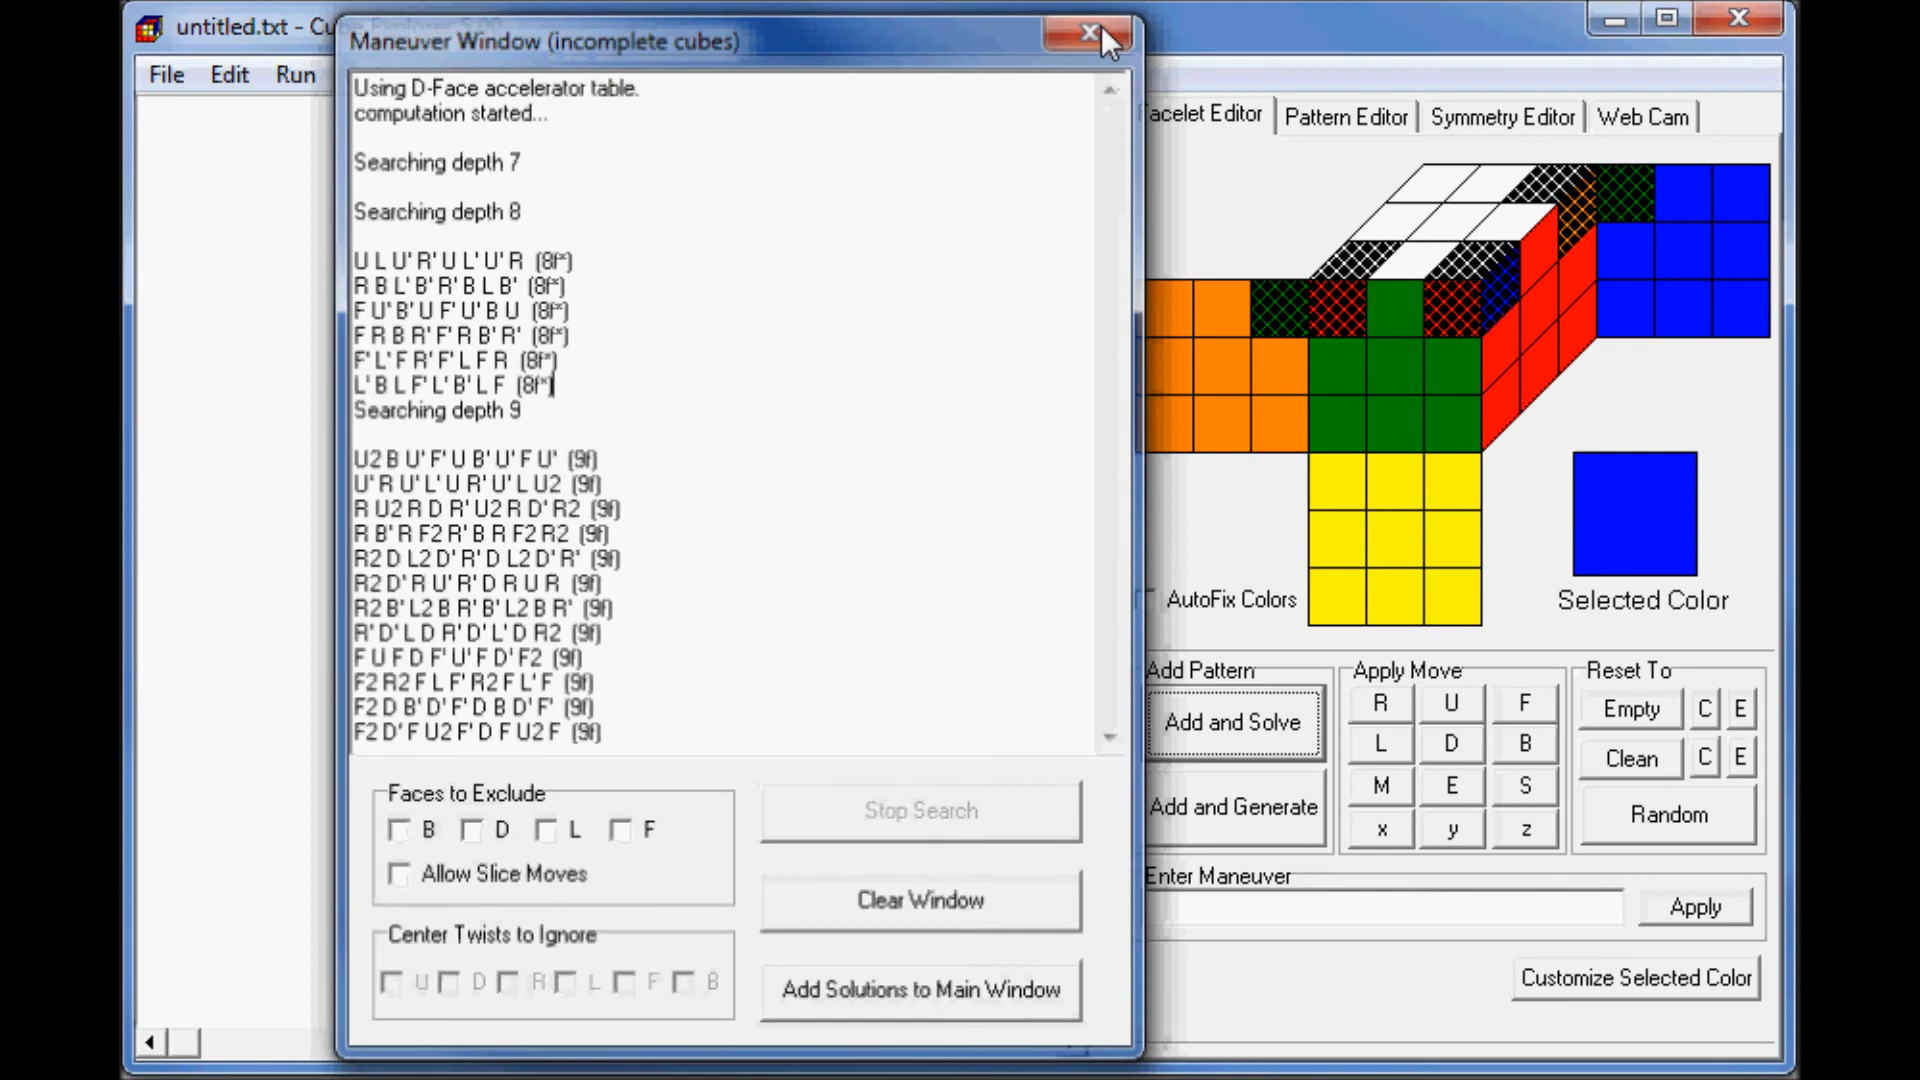 untitled.txt - Cube Explorer 5.00
Maneuver Window (incomplete cubes)
File Edit Run
Using D-Face accelerator table.
computation started...
Searching depth 7
Searching depth 8
U L U' R' U L' U' R (8f*)
R B L' B' R' B L B' (8f*)
F U' B' U F' U' B U (8f*)
F R B R' F' R B' R' (8f*)
F' L' F R' F' L F R (8f*)
L' B L F' L' B' L F (8f*)
Searching depth 9
U2 B U' F' U B' U' F U' (9f)
U' R U' L' U R' U' L U2 (9f)
R U2 R D R' U2 R D' R2 (9f)
R B' R F2 R' B R F2 R2 (9f)
R2 D L2 D' R' D L2 D' R' (9f)
R2 D' R U' R' D R U R (9f)
R2 B' L2 B R' B' L2 B R' (9f)
R' D' L D R' D' L' D R2 (9f)
F U F D F' U' F D' F2 (9f)
F2 R2 F L F' R2 F L' F (9f)
F2 D B' D' F' D B D' F' (9f)
F2 D' F U2 F' D F U2 F (9f)
Faces to Exclude
B D L F
Allow Slice Moves
Center Twists to Ignore
U D R L F B
Stop Search
Clear Window
Add Solutions to Main Window
acelet Editor Pattern Editor Symmetry Editor Web Cam
AutoFix Colors
Selected Color
Add Pattern
Add and Solve
Add and Generate
Apply Move
R U F
L D B
M E S
x y z
Reset To
Empty C E
Clean C E
Random
Enter Maneuver
Apply
Customize Selected Color